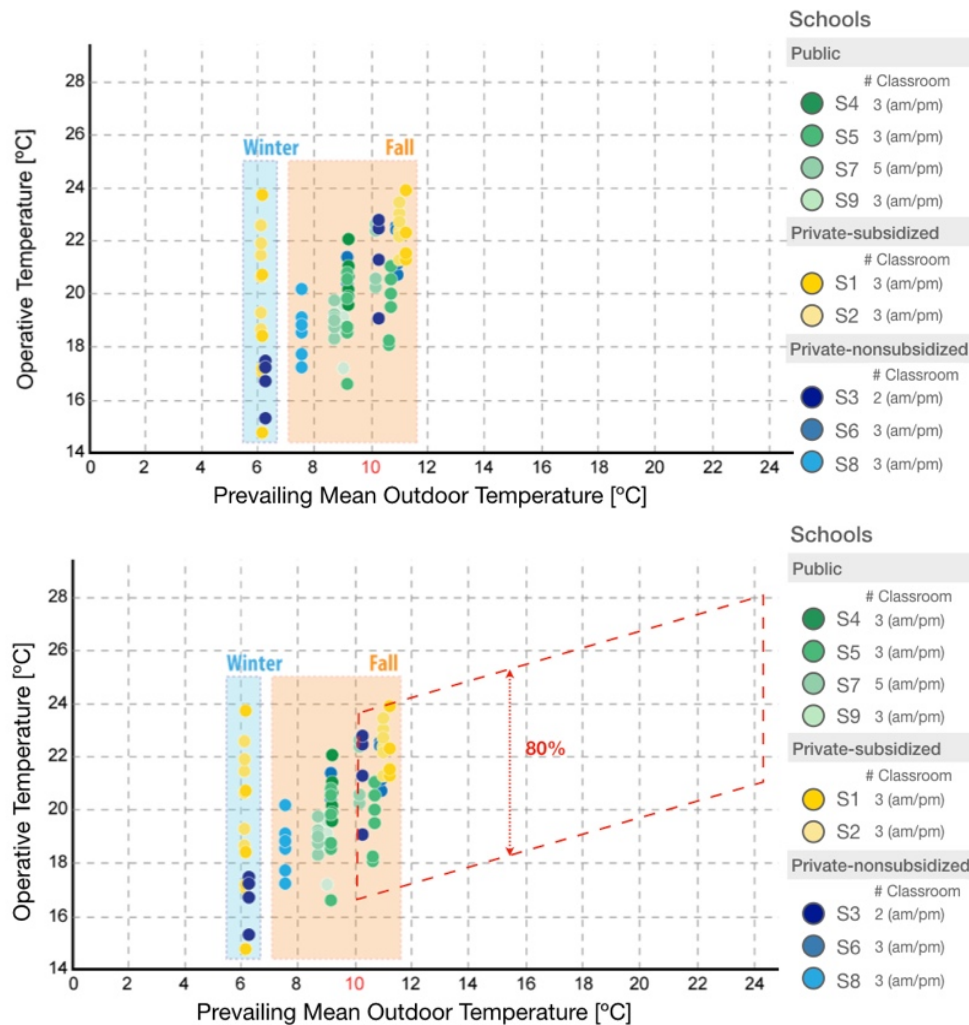 Schools
Public
# Classroom
S4 3 (am/pm)
S5 3 (am/pm)
S7 5 (am/pm)
S9 3 (am/pm)
Private-subsidized
# Classroom
S1 3 (am/pm)
S2 3 (am/pm)
Private-nonsubsidized
# Classroom
S3 2 (am/pm)
S6 3 (am/pm)
S8 3 (am/pm)
Operative Temperature [ºC]
28
26
24
22
20
18
16
14
Winter
Fall
0 2 4 6 8 10 12 14 16 18 20 22 24
Prevailing Mean Outdoor Temperature [ºC]
Schools
Public
# Classroom
S4 3 (am/pm)
S5 3 (am/pm)
S7 5 (am/pm)
S9 3 (am/pm)
Private-subsidized
# Classroom
S1 3 (am/pm)
S2 3 (am/pm)
Private-nonsubsidized
# Classroom
S3 2 (am/pm)
S6 3 (am/pm)
S8 3 (am/pm)
Operative Temperature [ºC]
28
26
24
22
20
18
16
14
Winter
Fall
80%
0 2 4 6 8 10 12 14 16 18 20 22 24
Prevailing Mean Outdoor Temperature [ºC]